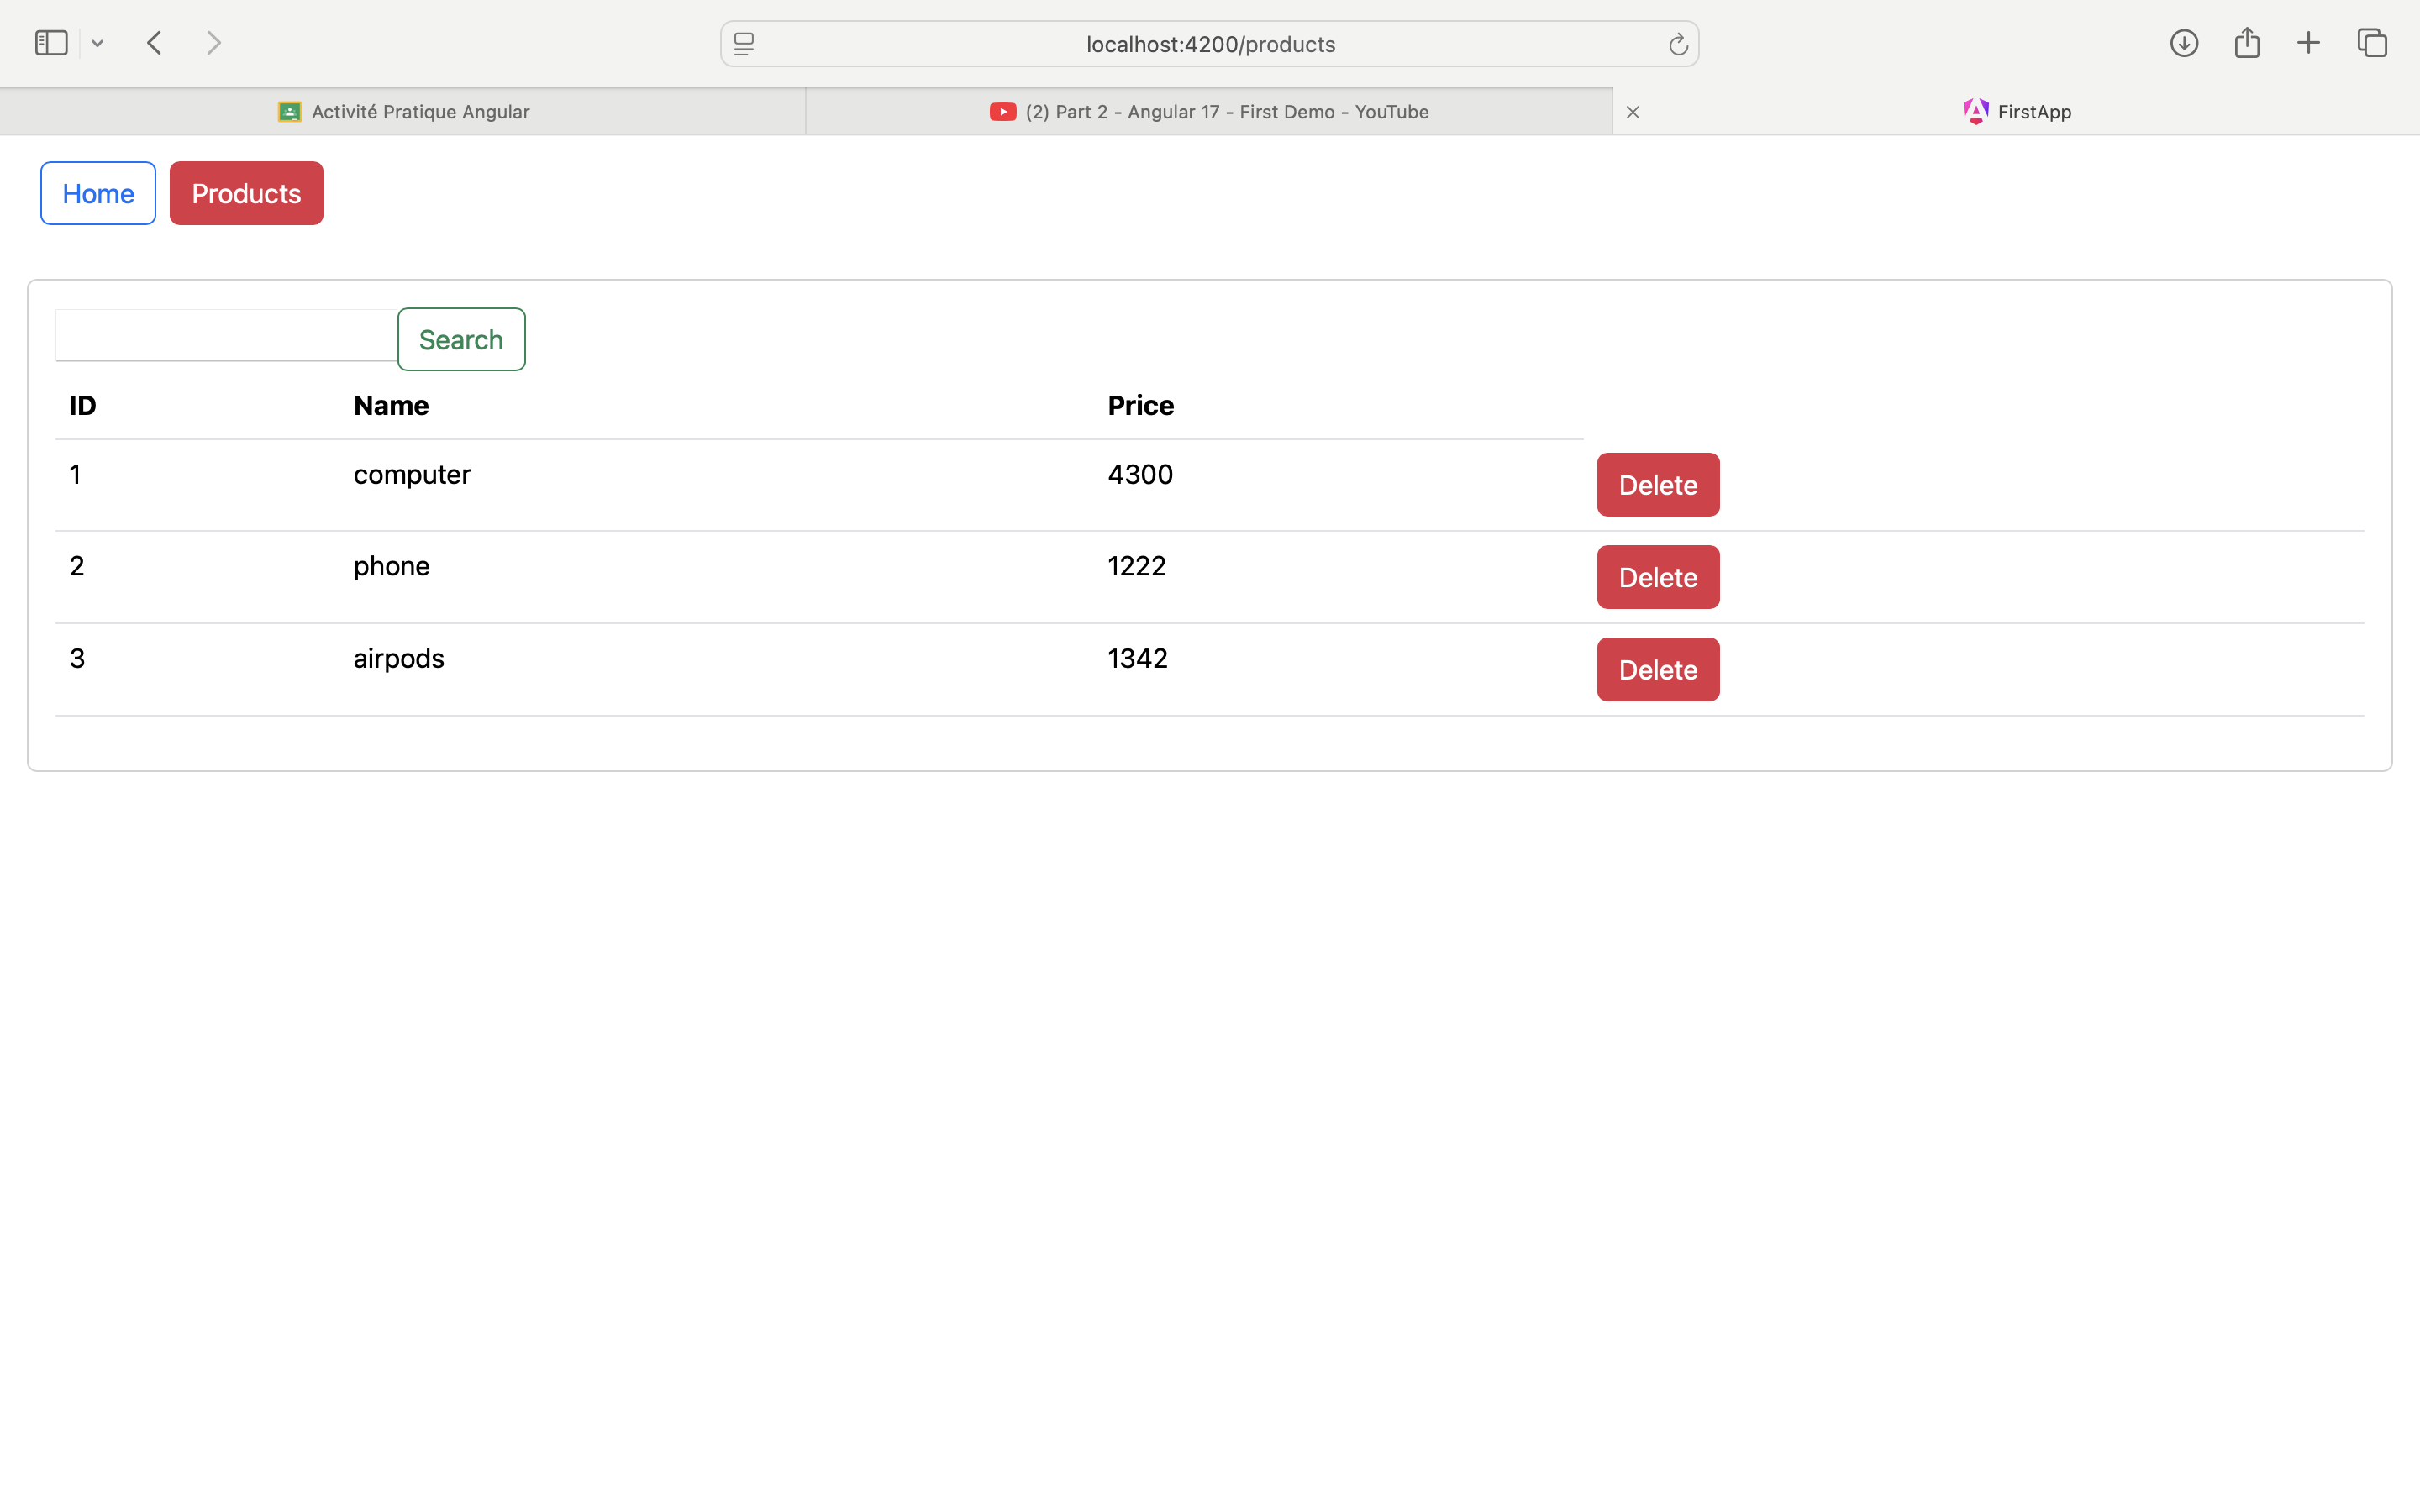 localhost:4200/products
Activité Pratique Angular
(2) Part 2 - Angular 17 - First Demo - YouTube
FirstApp
Home Products
Search
ID Name Price
1 computer 4300 Delete
2 phone 1222 Delete
3 airpods 1342 Delete